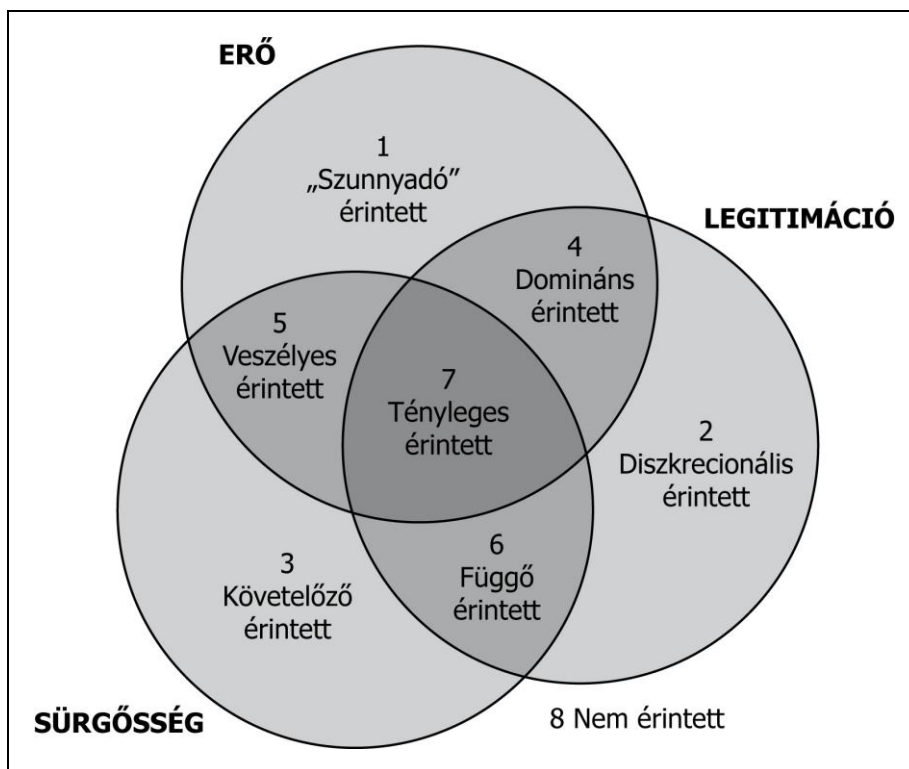 ERŐ
1
„Szunnyadó”
érintett
LEGITIMÁCIÓ
4
Domináns
érintett
5
Veszélyes
érintett
7
Tényleges
érintett
2
Diszkrecionális
érintett
3
Követelőző
érintett
6
Függő
érintett
SÜRGŐSSÉG
8 Nem érintett